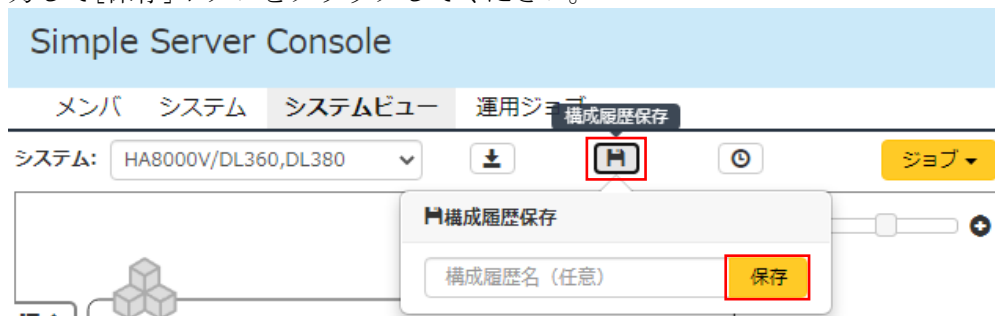 Simple Server Console
メンバ システム システムビュー 運用ジョブ
構成履歴保存
システム: HA8000V/DL360,DL380 ジョブ
構成履歴保存
構成履歴名（任意） 保存